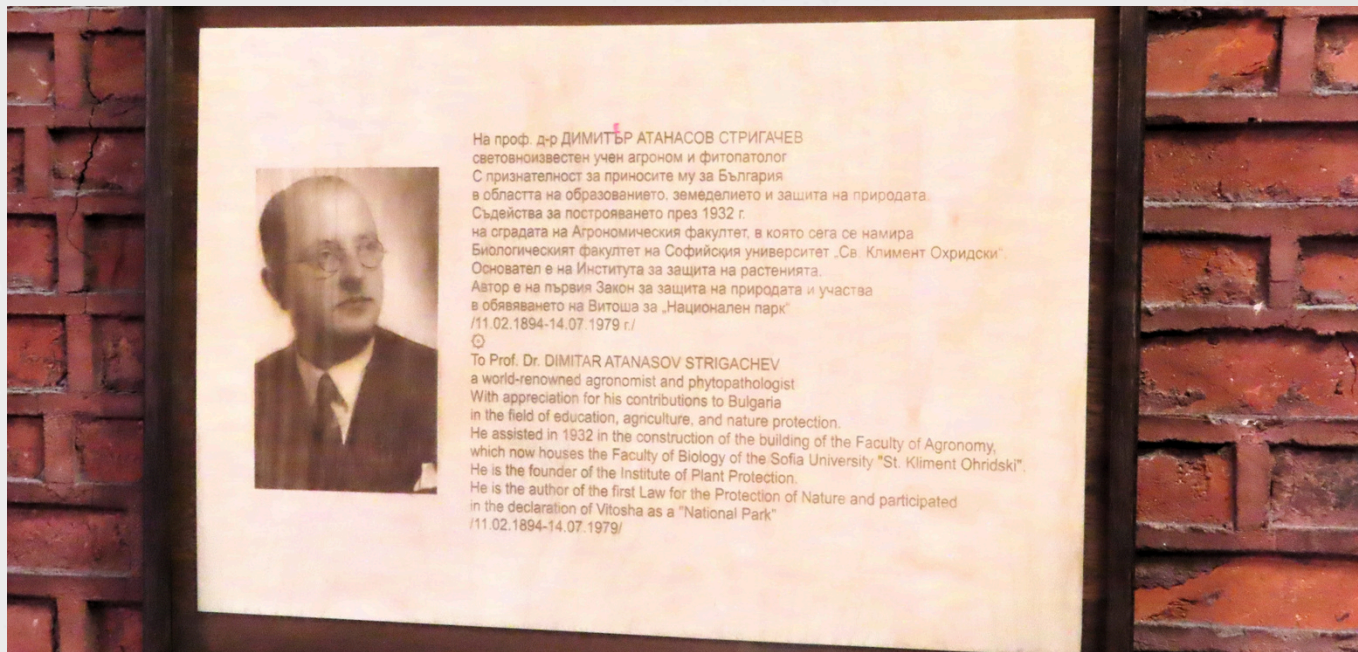 На проф. д-р ДИМИТЪР АТАНАСОВ СТРИГАЧЕВ
световноизвестен учен агроном и фитопатолог
С признателност за приносите му за България
в областта на образованието, земеделието и защита на природата.
Съдейства за построяването през 1932 г.
на сградата на Агрономическия факултет, в която сега се намира
Биологическият факултет на Софийския университет „Св. Климент Охридски“.
Основател е на Института за защита на растенията.
Автор е на първия Закон за защита на природата и участва
в обявяването на Витоша за „Национален парк“
/11.02.1894-14.07.1979 г./
To Prof. Dr. DIMITAR ATANASOV STRIGACHEV
a world-renowned agronomist and phytopathologist
With appreciation for his contributions to Bulgaria
in the field of education, agriculture, and nature protection.
He assisted in 1932 in the construction of the building of the Faculty of Agronomy,
which now houses the Faculty of Biology of the Sofia University "St. Kliment Ohridski".
He is the founder of the Institute of Plant Protection.
He is the author of the first Law for the Protection of Nature and participated
in the declaration of Vitosha as a "National Park"
/11.02.1894-14.07.1979/